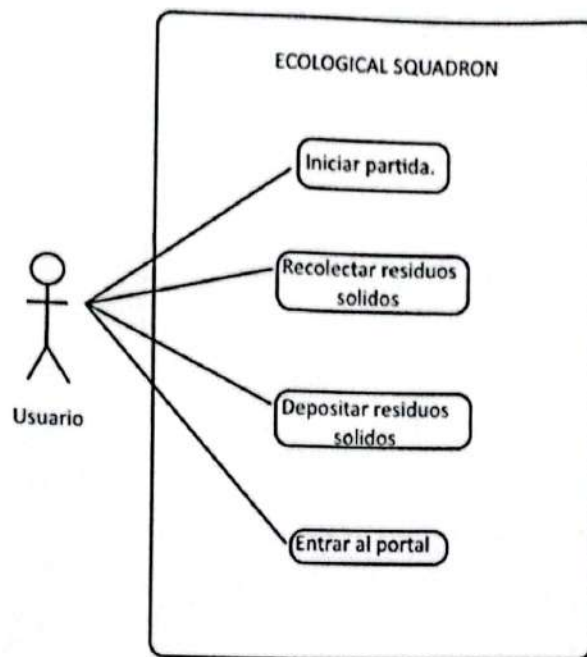 ECOLOGICAL SQUADRON
Iniciar partida.
Recolectar residuos
solidos
Depositar residuos
solidos
Entrar al portal
Usuario